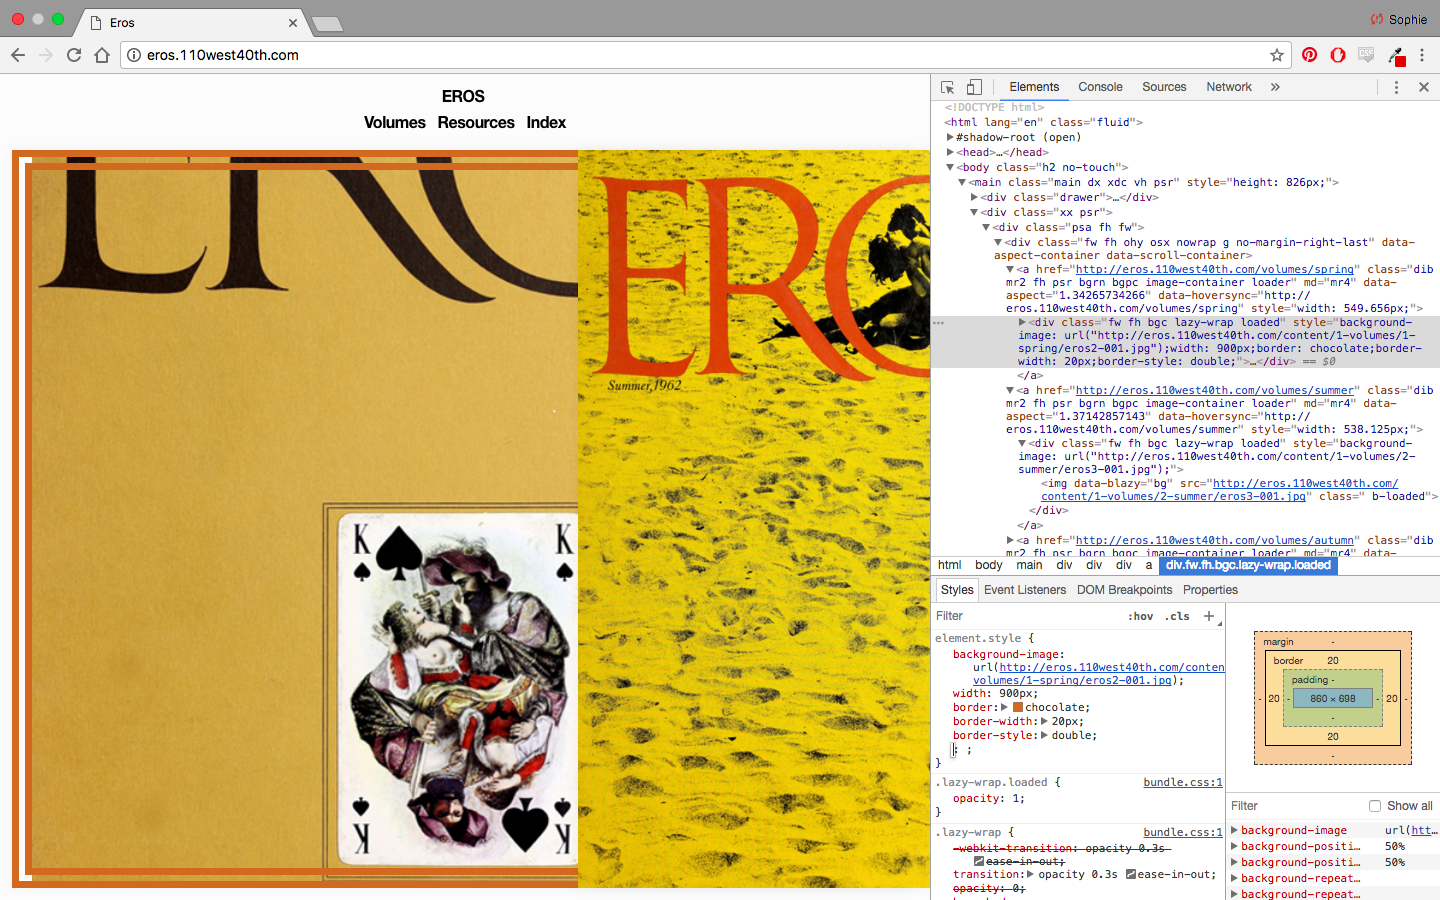 Eros
Sophie
eros.110west40th.com
EROS
Volumes Resources Index
ERO
ERO
Summer, 1962
K K
K K
Elements Console Sources Network »
<!DOCTYPE html>
<html lang="en" class="fluid">
#shadow-root (open)
<head>…</head>
<body class="h2 no-touch">
<main class="main dx xdc vh psr" style="height: 826px;">
<div class="drawer">…</div>
<div class="xx psr">
<div class="psa fh fw">
<div class="fw fh ohy osx nowrap g no-margin-right-last" data-
aspect-container data-scroll-container>
<a href="http://eros.110west40th.com/volumes/spring" class="dib
mr2 fh psr bgrn bgpc image-container loader" md="mr4" data-
aspect="1.34265734266" data-hoversync="http://
eros.110west40th.com/volumes/spring" style="width: 549.656px;">
… <div class="fw fh bgc lazy-wrap loaded" style="background-
image: url("http://eros.110west40th.com/content/1-volumes/1-
spring/eros2-001.jpg");width: 900px;border: chocolate;border-
width: 20px;border-style: double;">…</div> == $0
</a>
<a href="http://eros.110west40th.com/volumes/summer" class="dib
mr2 fh psr bgrn bgpc image-container loader" md="mr4" data-
aspect="1.37142857143" data-hoversync="http://
eros.110west40th.com/volumes/summer" style="width: 538.125px;">
<div class="fw fh bgc lazy-wrap loaded" style="background-
image: url("http://eros.110west40th.com/content/1-volumes/2-
summer/eros3-001.jpg");">
<img data-blazy="bg" src="http://eros.110west40th.com/
content/1-volumes/2-summer/eros3-001.jpg" class=" b-loaded">
</div>
</a>
<a href="http://eros.110west40th.com/volumes/autumn" class="dib
mr2 fh psr bgrn bgpc image-container loader" md="mr4" data-
html body main div div div a div.fw.fh.bgc.lazy-wrap.loaded
Styles Event Listeners DOM Breakpoints Properties
Filter :hov .cls +
element.style {
background-image:
url(http://eros.110west40th.com/conten
volumes/1-spring/eros2-001.jpg);
width: 900px;
border: chocolate;
border-width: 20px;
border-style: double;
: ;
}
.lazy-wrap.loaded { bundle.css:1
opacity: 1;
}
.lazy-wrap { bundle.css:1
-webkit-transition: opacity 0.3s
ease-in-out;
transition: opacity 0.3s ease-in-out;
opacity: 0;
margin -
border 20
padding -
- 20 - 860 × 698 - 20 -
-
20
-
Filter Show all
background-image url(htt…
background-positi… 50%
background-positi… 50%
background-repeat…
background-repeat…